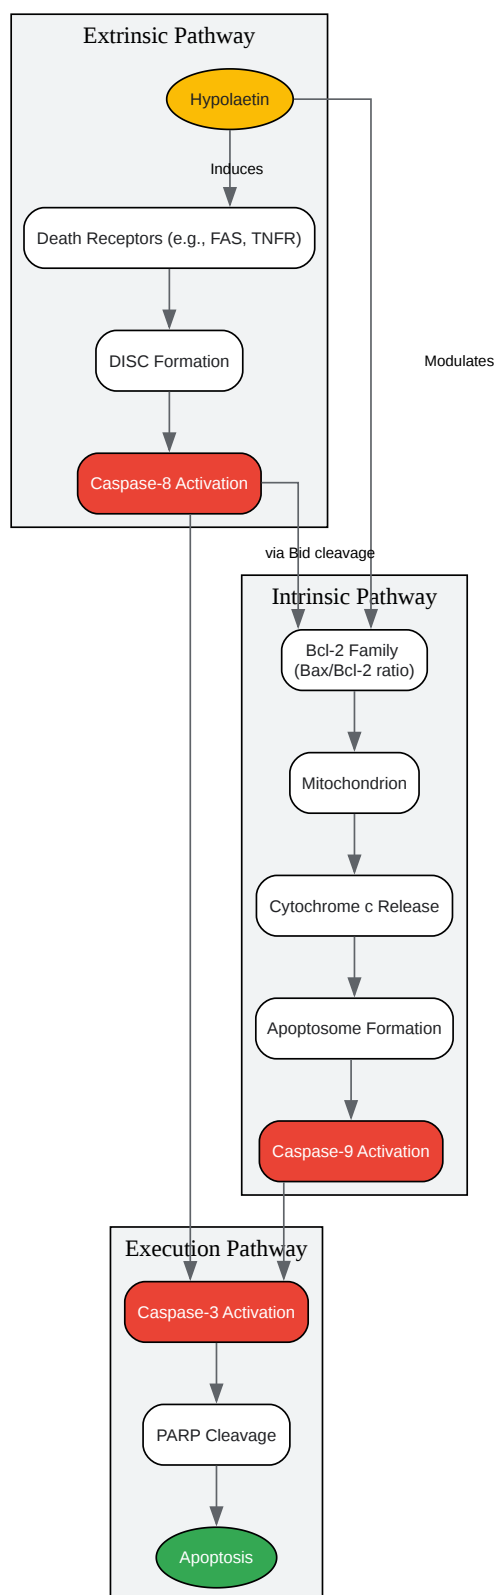 Extrinsic Pathway
Hypolaetin
Induces
Death Receptors (e.g., FAS, TNFR)
DISC Formation
Modulates
Caspase-8 Activation
via Bid cleavage
Intrinsic Pathway
Bcl-2 Family
(Bax/Bcl-2 ratio)
Mitochondrion
Cytochrome c Release
Apoptosome Formation
Caspase-9 Activation
Execution Pathway
Caspase-3 Activation
PARP Cleavage
Apoptosis